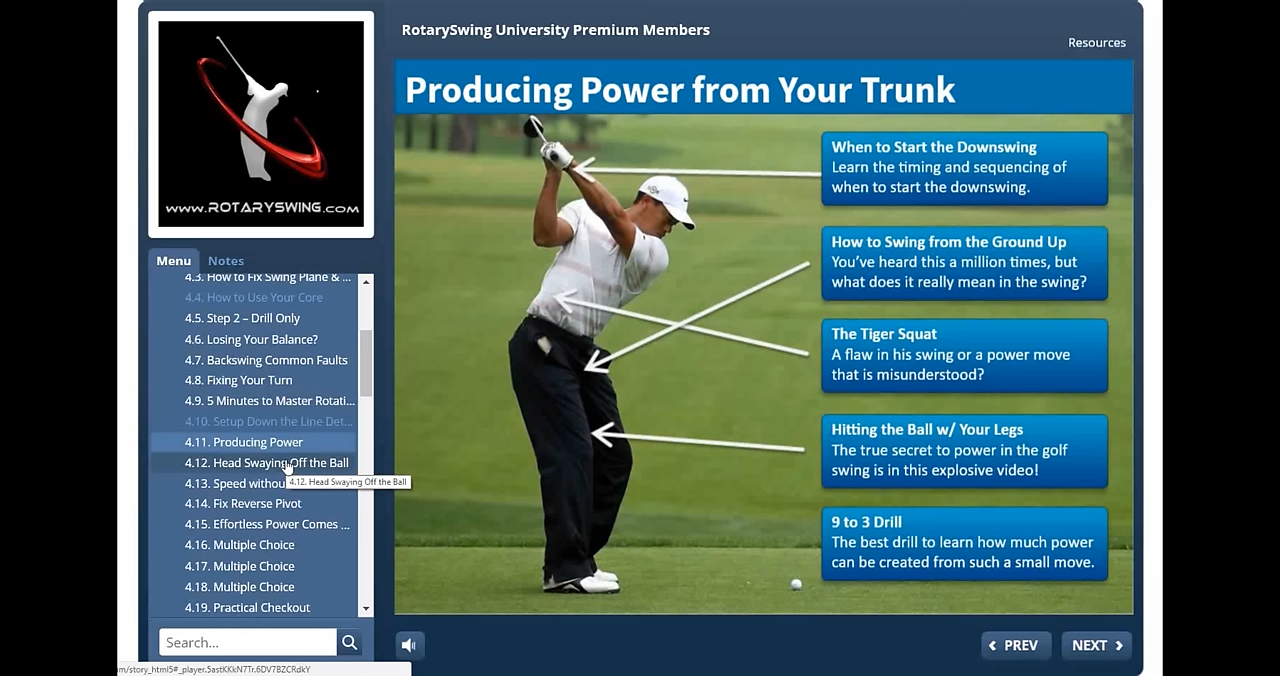 RotarySwing University Premium Members
Resources
www.ROTARYSWING.COM
Menu
Notes
4.3. How to Fix Swing Plane & ...
4.4. How to Use Your Core
4.5. Step 2 – Drill Only
4.6. Losing Your Balance?
4.7. Backswing Common Faults
4.8. Fixing Your Turn
4.9. 5 Minutes to Master Rotati...
4.10. Setup Down the Line Det...
4.11. Producing Power
4.12. Head Swaying Off the Ball
4.13. Speed withou
4.12. Head Swaying Off the Ball
4.14. Fix Reverse Pivot
4.15. Effortless Power Comes ...
4.16. Multiple Choice
4.17. Multiple Choice
4.18. Multiple Choice
4.19. Practical Checkout
Search...
Producing Power from Your Trunk
When to Start the Downswing
Learn the timing and sequencing of
when to start the downswing.
How to Swing from the Ground Up
You've heard this a million times, but
what does it really mean in the swing?
The Tiger Squat
A flaw in his swing or a power move
that is misunderstood?
Hitting the Ball w/ Your Legs
The true secret to power in the golf
swing is in this explosive video!
9 to 3 Drill
The best drill to learn how much power
can be created from such a small move.
PREV
NEXT